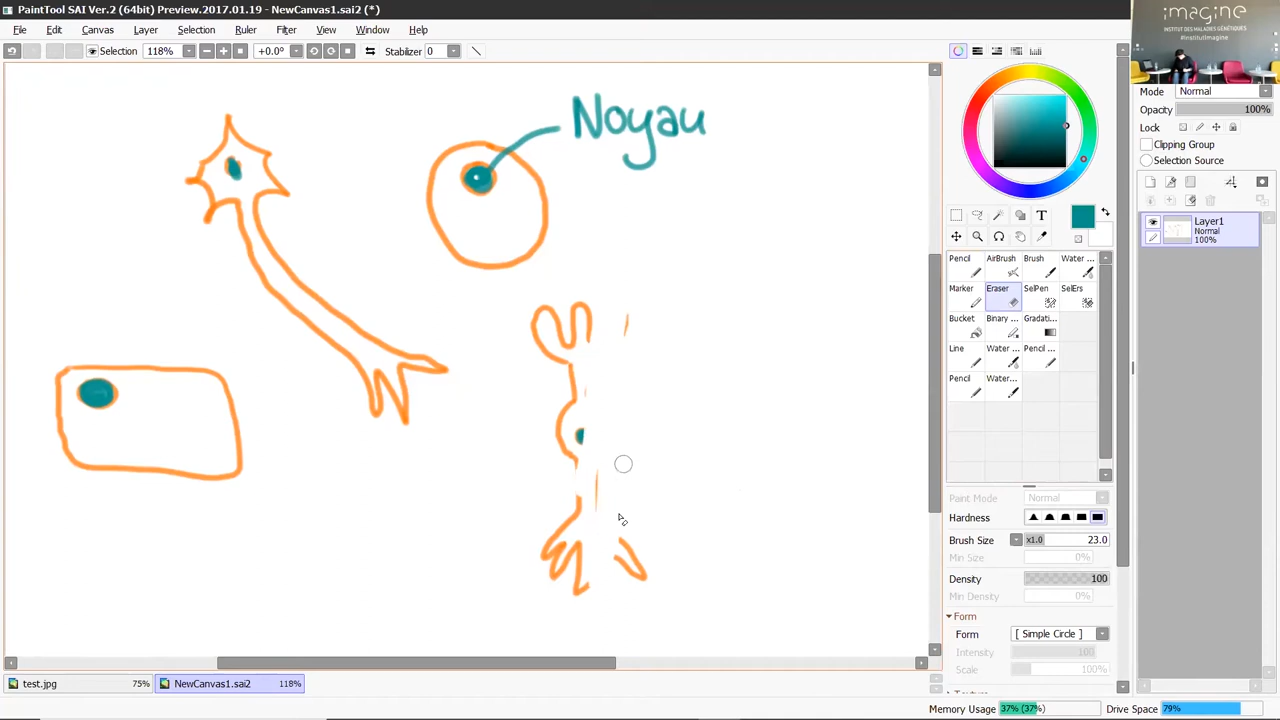 PaintTool SAI Ver.2 (64bit) Preview.2017.01.19 - NewCanvas1.sai2 (*)
File Edit Canvas Layer Selection Ruler Filter View Window Help
Selection 118% +0.0° Stabilizer 0
imagine
INSTITUT DES MALADIES GÉNÉTIQUES
#InstitutImagine
Mode Normal
Opacity 100%
Lock
Clipping Group
Selection Source
Layer1
Normal
100%
Noyau
T
Pencil AirBrush Brush Water ...
Marker Eraser SelPen SelErs
Bucket Binary ... Gradati...
Line Water ... Pencil ...
Pencil Water...
Paint Mode Normal
Hardness
Brush Size x1.0 23.0
Min Size 0%
Density 100
Min Density 0%
Form
Form [ Simple Circle ]
Intensity 100
Scale 100%
test.jpg 75% NewCanvas1.sai2 118%
Memory Usage 37% (37%) Drive Space 79%